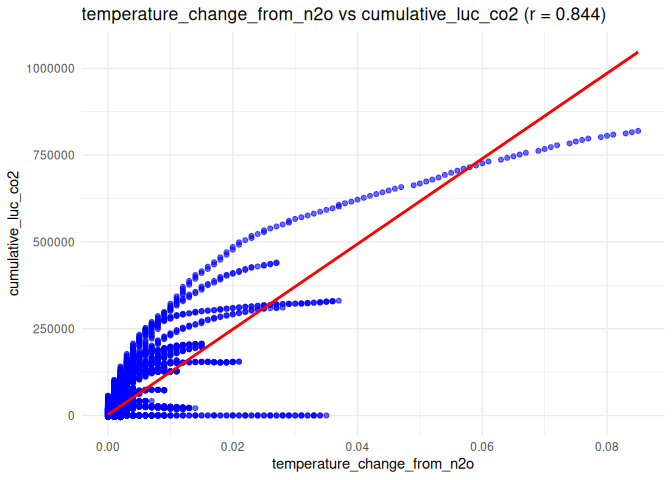 temperature_change_from_n2o vs cumulative_luc_co2 (r = 0.844)
1000000
750000
500000
250000
0
cumulative_luc_co2
0.00 0.02 0.04 0.06 0.08
temperature_change_from_n2o